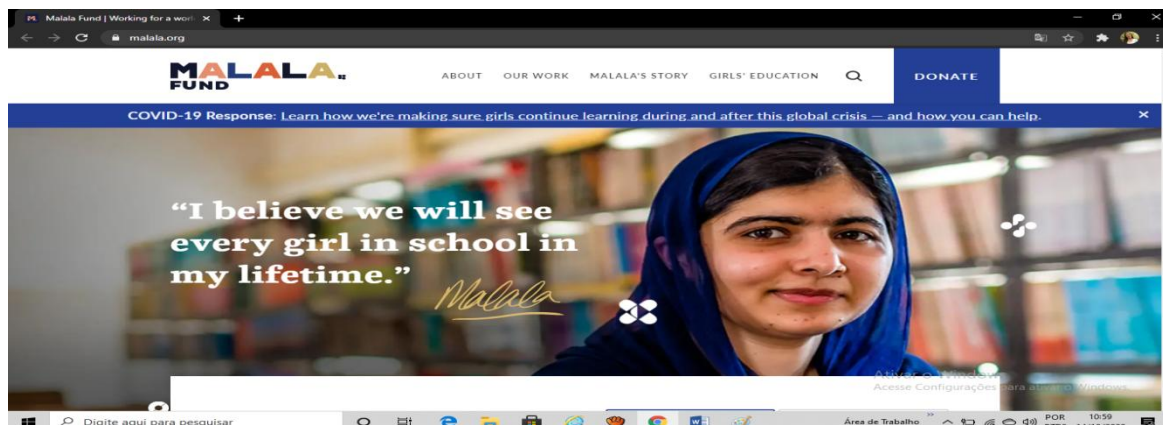 Malala Fund | Working for a worl
malala.org
MALALA
FUND
ABOUT OUR WORK MALALA'S STORY GIRLS' EDUCATION DONATE
COVID-19 Response: Learn how we're making sure girls continue learning during and after this global crisis — and how you can help.
“I believe we will see
every girl in school in
my lifetime.”
Malala
Ativar o Windows
Acesse Configurações para ativar o Windows.
Digite aqui para pesquisar
Área de Trabalho
POR 10:59